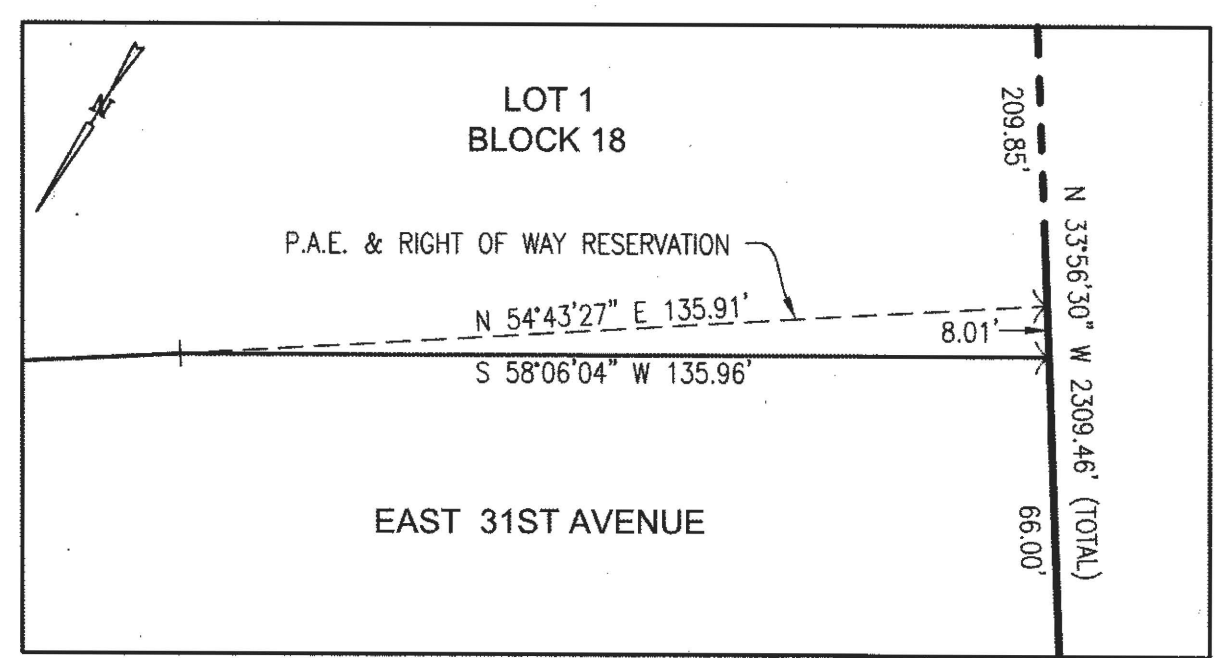 N
LOT 1
BLOCK 18
209.85'
P.A.E. & RIGHT OF WAY RESERVATION
N 54°43'27" E 135.91'
8.01'
S 58°06'04" W 135.96'
N 33°56'30" W 2309.46' (TOTAL)
EAST 31ST AVENUE
66.00'